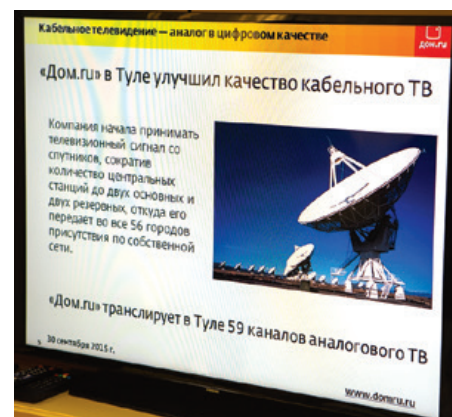 Кабельное телевидение — аналог в цифровом качестве
дом.ru
«Дом.ru» в Туле улучшил качество кабельного ТВ
Компания начала принимать
телевизионный сигнал со
спутников, сократив
количество центральных
станций до двух основных и
двух резервных, откуда его
передает во все 56 городов
присутствия по собственной
сети.
«Дом.ru» транслирует в Туле 59 каналов аналогового ТВ
30 сентября 2015 г.
www.domru.ru